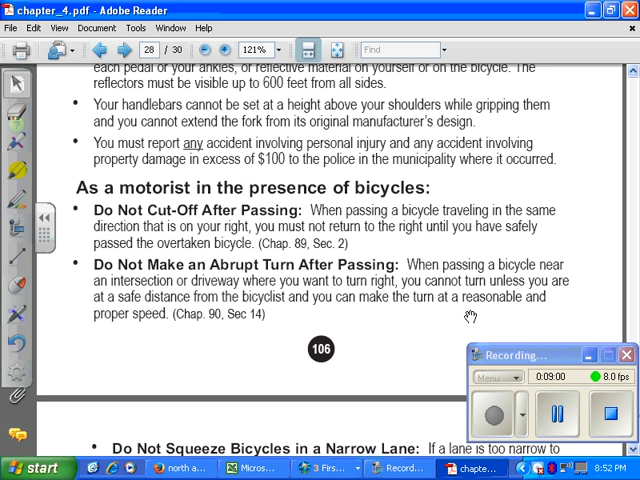 chapter_4.pdf - Adobe Reader
File Edit View Document Tools Window Help
28 / 30 121% Find
each pedal or your ankles, or reflective material on yourself or on the bicycle. The
reflectors must be visible up to 600 feet from all sides.
• Your handlebars cannot be set at a height above your shoulders while gripping them
and you cannot extend the fork from its original manufacturer's design.
• You must report any accident involving personal injury and any accident involving
property damage in excess of $100 to the police in the municipality where it occurred.
As a motorist in the presence of bicycles:
• Do Not Cut-Off After Passing: When passing a bicycle traveling in the same
direction that is on your right, you must not return to the right until you have safely
passed the overtaken bicycle. (Chap. 89, Sec. 2)
• Do Not Make an Abrupt Turn After Passing: When passing a bicycle near
an intersection or driveway where you want to turn right, you cannot turn unless you are
at a safe distance from the bicyclist and you can make the turn at a reasonable and
proper speed. (Chap. 90, Sec 14)
106
Recording...
Menu 0:09:00 8.0 fps
• Do Not Squeeze Bicycles in a Narrow Lane: If a lane is too narrow to
start north a... Micros... 3 Firs... Record... chapte... 8:52 PM